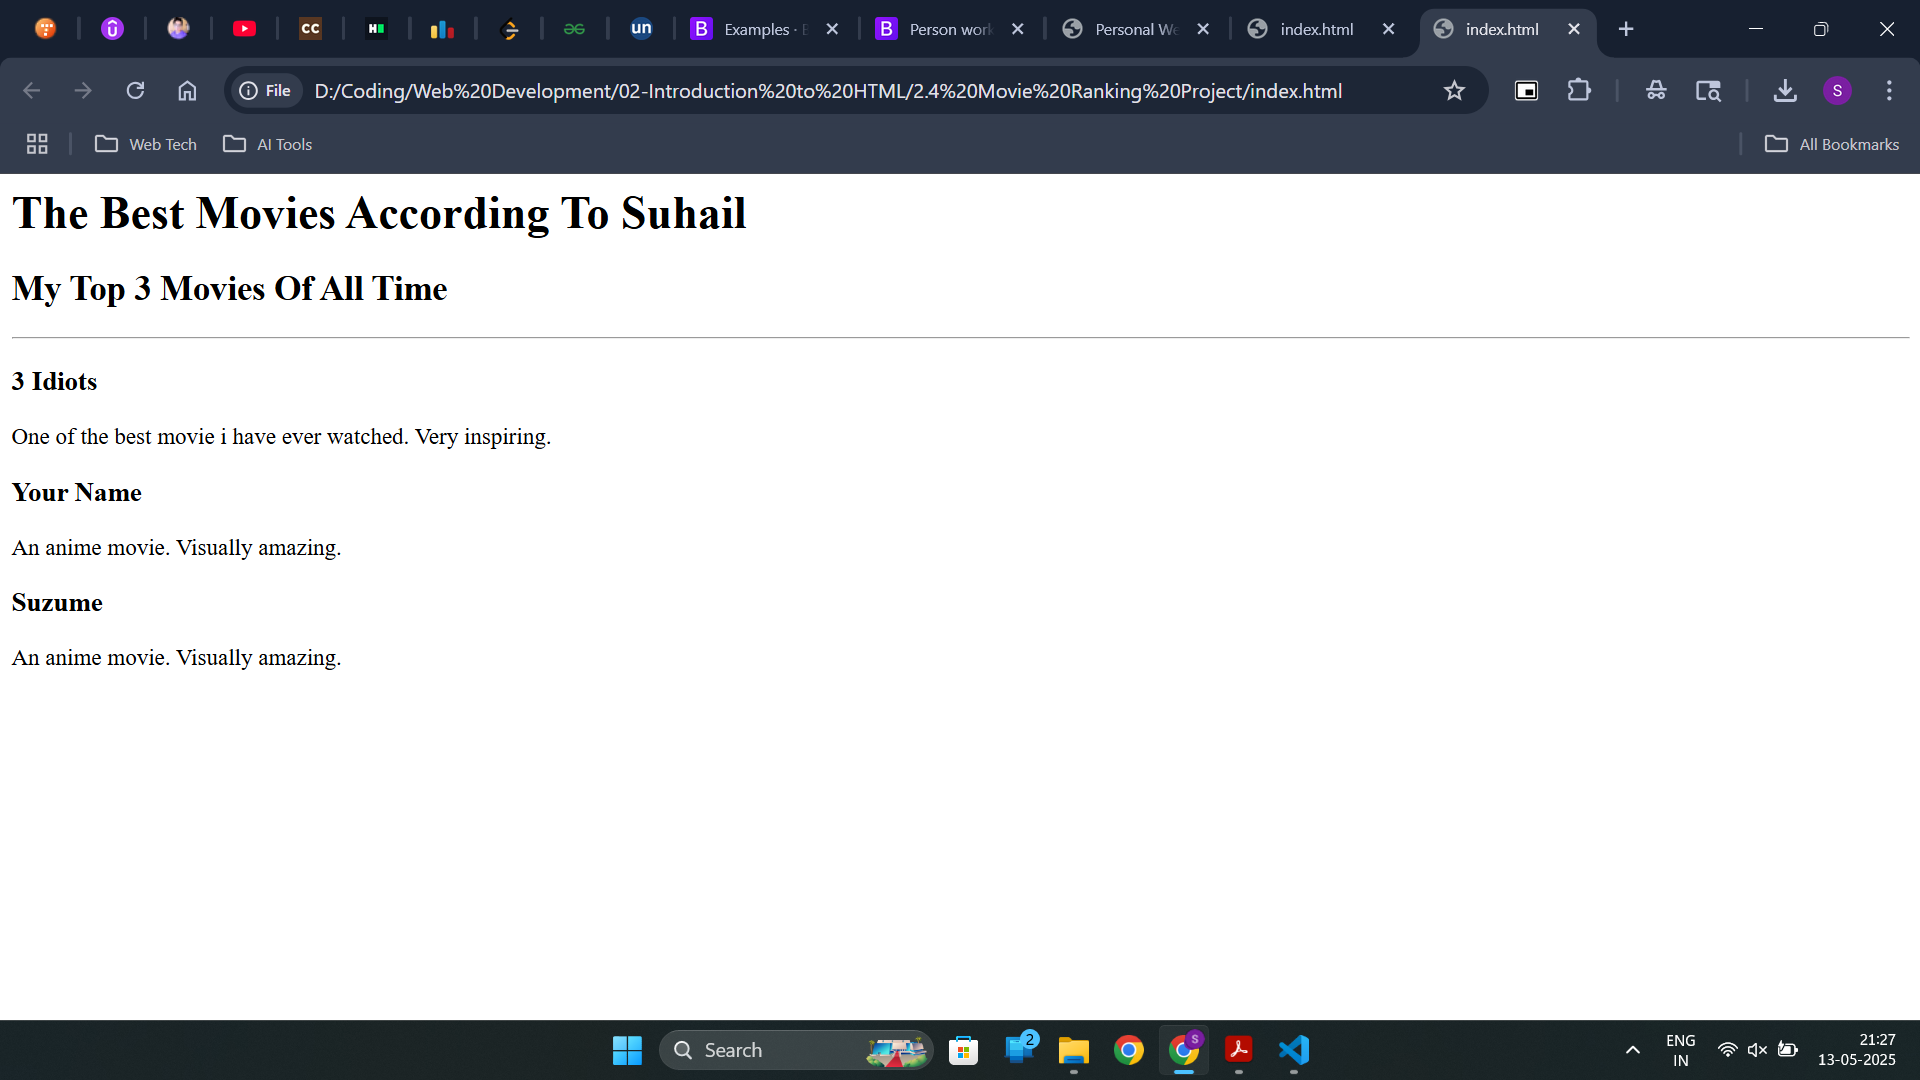 CC
un
Examples · B
Person work
Personal We
index.html
index.html
File
D:/Coding/Web%20Development/02-Introduction%20to%20HTML/2.4%20Movie%20Ranking%20Project/index.html
S
Web Tech
AI Tools
All Bookmarks
The Best Movies According To Suhail
My Top 3 Movies Of All Time
3 Idiots
One of the best movie i have ever watched. Very inspiring.
Your Name
An anime movie. Visually amazing.
Suzume
An anime movie. Visually amazing.
Search
2
S
ENG
IN
21:27
13-05-2025